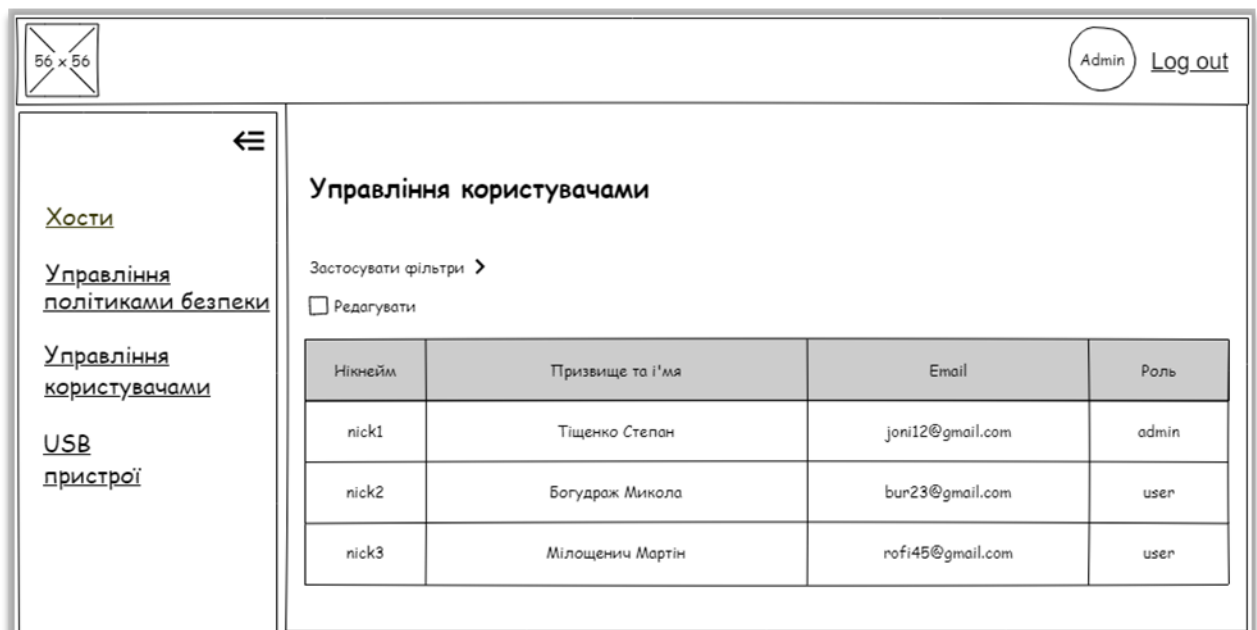 56 x 56
Admin
Log out
Хости
Управління
політиками безпеки
Управління
користувачами
USB
пристрої
Управління користувачами
Застосувати фільтри
Редагувати
Нікнейм Призвище та і'мя Email Роль
nick1 Тіщенко Степан joni12@gmail.com admin
nick2 Богудраж Микола bur23@gmail.com user
nick3 Мілощенич Мартін rofi45@gmail.com user